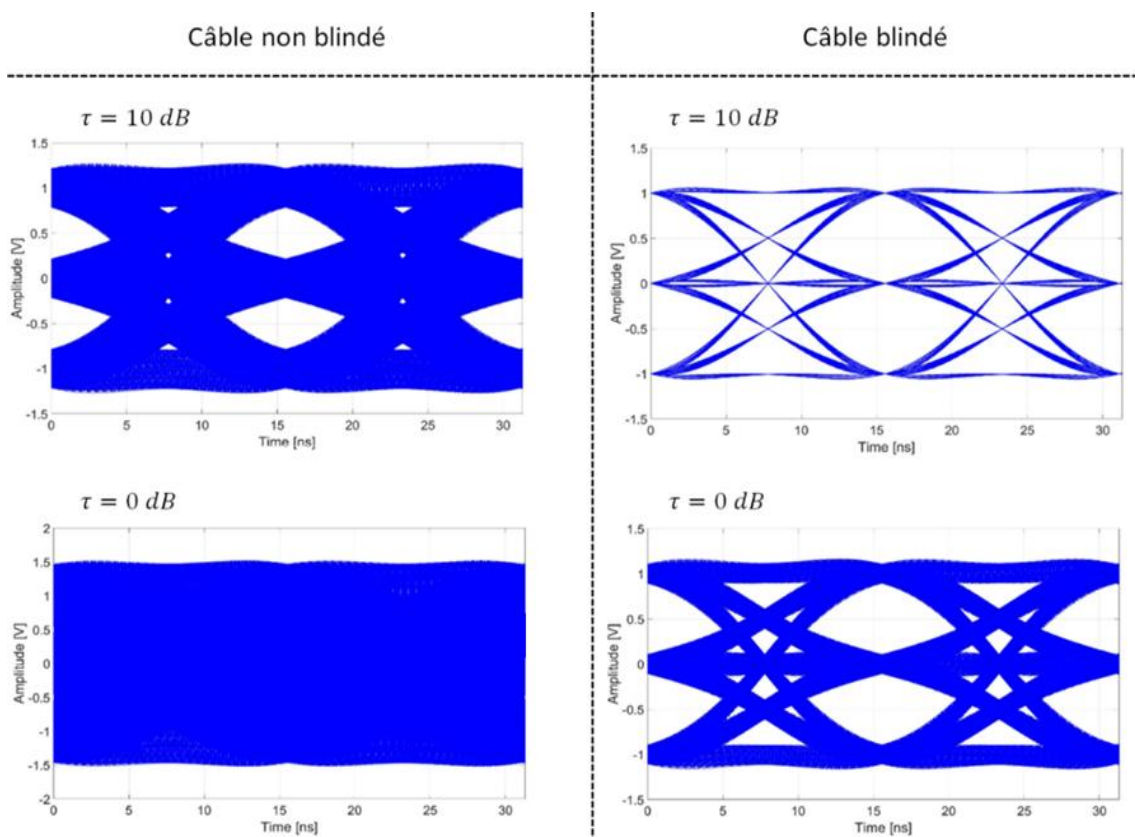 Câble non blindé
Câble blindé
τ = 10 dB
1.5
1
0.5
0
-0.5
-1
-1.5
Amplitude [V]
0 5 10 15 20 25 30
Time [ns]
τ = 10 dB
1.5
1
0.5
0
-0.5
-1
-1.5
Amplitude [V]
0 5 10 15 20 25 30
Time [ns]
τ = 0 dB
2
1.5
1
0.5
0
-0.5
-1
-1.5
-2
Amplitude [V]
0 5 10 15 20 25 30
Time [ns]
τ = 0 dB
1.5
1
0.5
0
-0.5
-1
-1.5
Amplitude [V]
0 5 10 15 20 25 30
Time [ns]